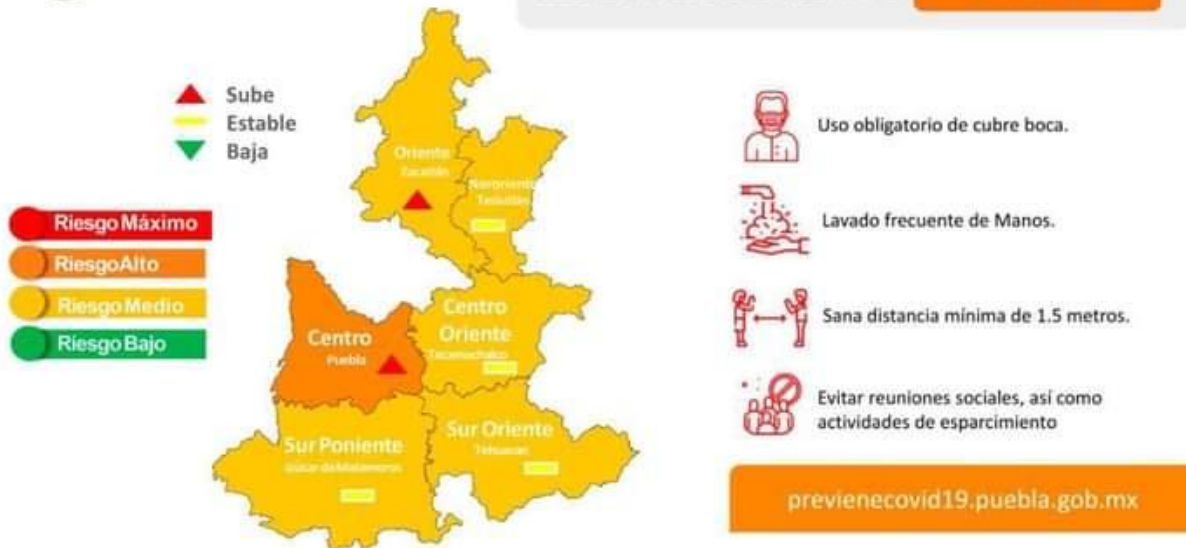 Sube
Estable
Baja
Riesgo Máximo
Riesgo Alto
Riesgo Medio
Riesgo Bajo
Oriente
Zacatlán
Nororiente
Teziutlán
Centro
Puebla
Centro
Oriente
Tecamachalco
Sur Poniente
Izúcar de Matamoros
Sur Oriente
Tehuacán
Uso obligatorio de cubre boca.
Lavado frecuente de Manos.
Sana distancia mínima de 1.5 metros.
Evitar reuniones sociales, así como
actividades de esparcimiento
previenecovid19.puebla.gob.mx